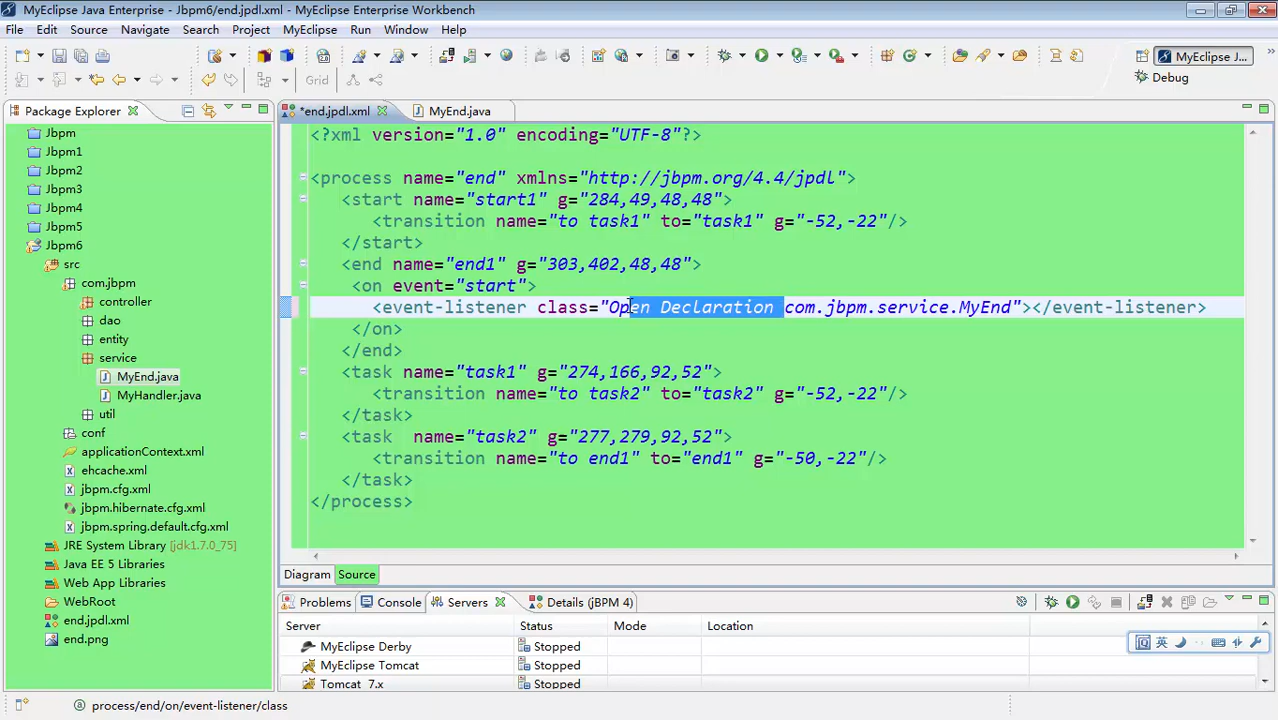 MyEclipse Java Enterprise - Jbpm6/end.jpdl.xml - MyEclipse Enterprise Workbench
File Edit Source Navigate Search Project MyEclipse Run Window Help
MyEclipse J...
Grid
Debug
Package Explorer
*end.jpdl.xml
MyEnd.java
Jbpm
Jbpm1
Jbpm2
Jbpm3
Jbpm4
Jbpm5
Jbpm6
src
com.jbpm
controller
dao
entity
service
MyEnd.java
MyHandler.java
util
conf
applicationContext.xml
ehcache.xml
jbpm.cfg.xml
jbpm.hibernate.cfg.xml
jbpm.spring.default.cfg.xml
JRE System Library [jdk1.7.0_75]
Java EE 5 Libraries
Web App Libraries
WebRoot
end.jpdl.xml
end.png
<?xml version="1.0" encoding="UTF-8"?>
<process name="end" xmlns="http://jbpm.org/4.4/jpdl">
<start name="start1" g="284,49,48,48">
<transition name="to task1" to="task1" g="-52,-22"/>
</start>
<end name="end1" g="303,402,48,48">
<on event="start">
<event-listener class="Open Declaration com.jbpm.service.MyEnd"></event-listener>
</on>
</end>
<task name="task1" g="274,166,92,52">
<transition name="to task2" to="task2" g="-52,-22"/>
</task>
<task  name="task2" g="277,279,92,52">
<transition name="to end1" to="end1" g="-50,-22"/>
</task>
</process>
Diagram Source
Problems Console Servers Details (jBPM 4)
Server Status Mode Location
MyEclipse Derby Stopped
MyEclipse Tomcat Stopped
Tomcat 7.x Stopped
英
process/end/on/event-listener/class